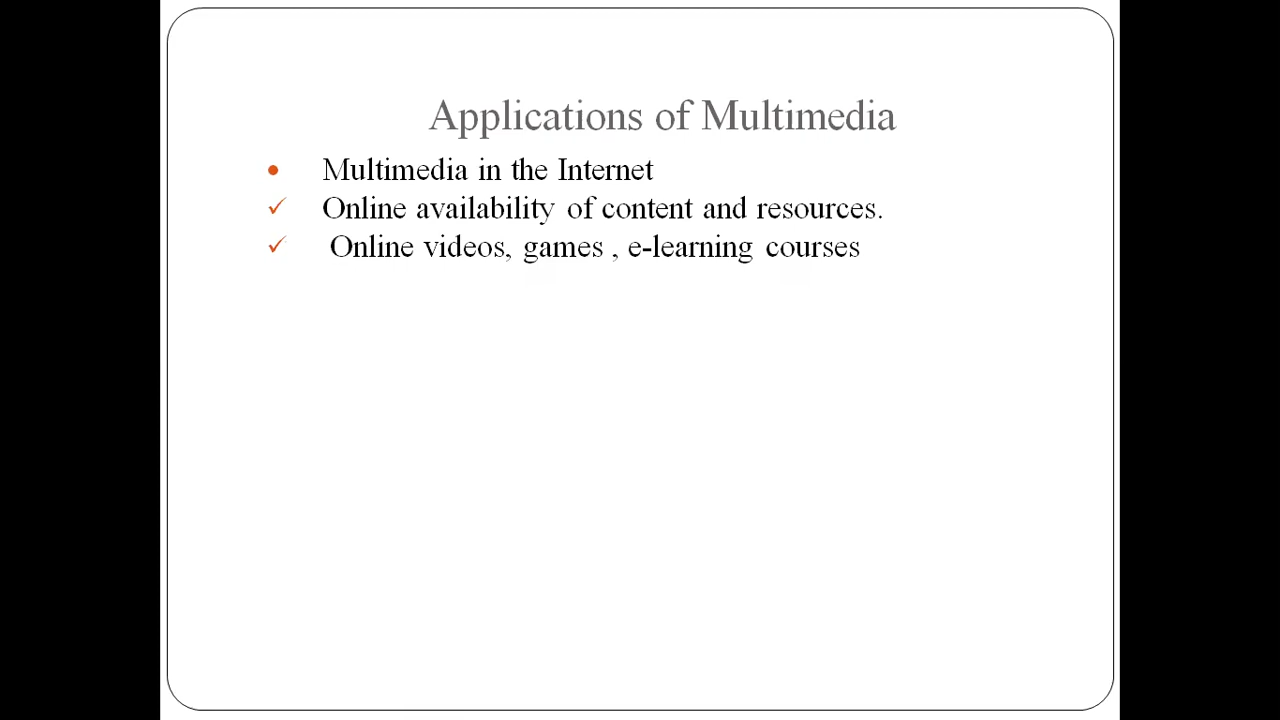 Applications of Multimedia
• Multimedia in the Internet
✓ Online availability of content and resources.
✓ Online videos, games , e-learning courses